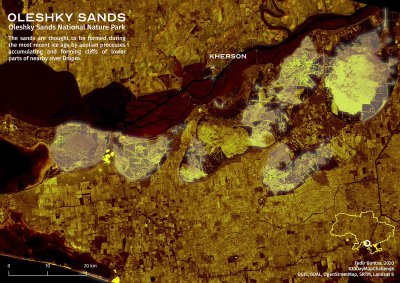 OLESHKY SANDS
Oleshky Sands National Nature Park
The sands are thought to be formed during
the most recent ice age by aeolian processes
accumulating and forming cliffs of lower
parts of nearby river Dnipro.
KHERSON
0 10 20 km
Fedir Gontsa, 2020
#30DayMapChallenge
QGIS, GDAL, OpenStreetMap, SRTM, Landsat 8